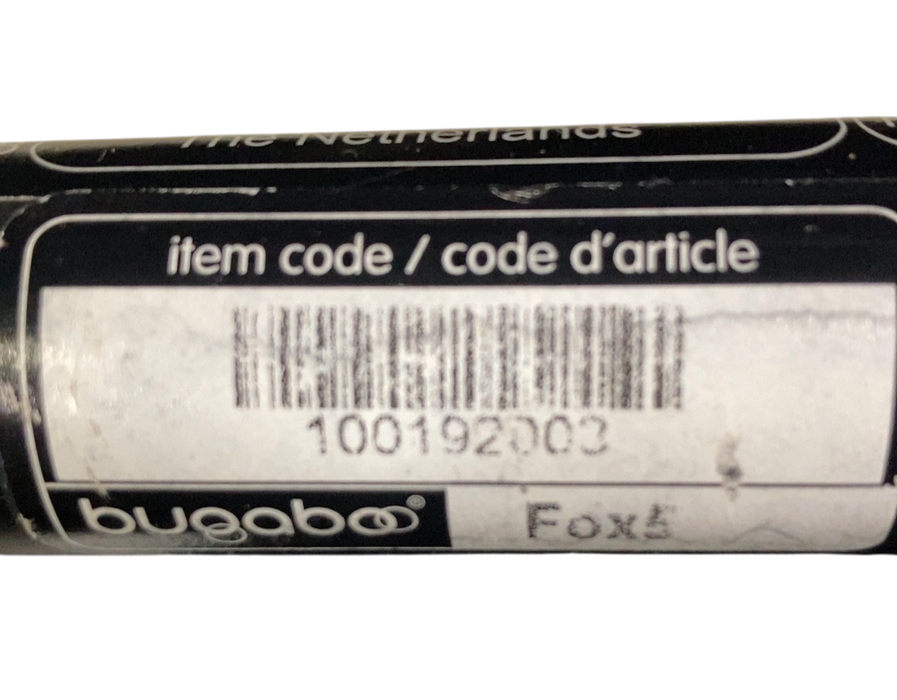 The Netherlands
item code / code d'article
100192003
bugaboo®
Fox5